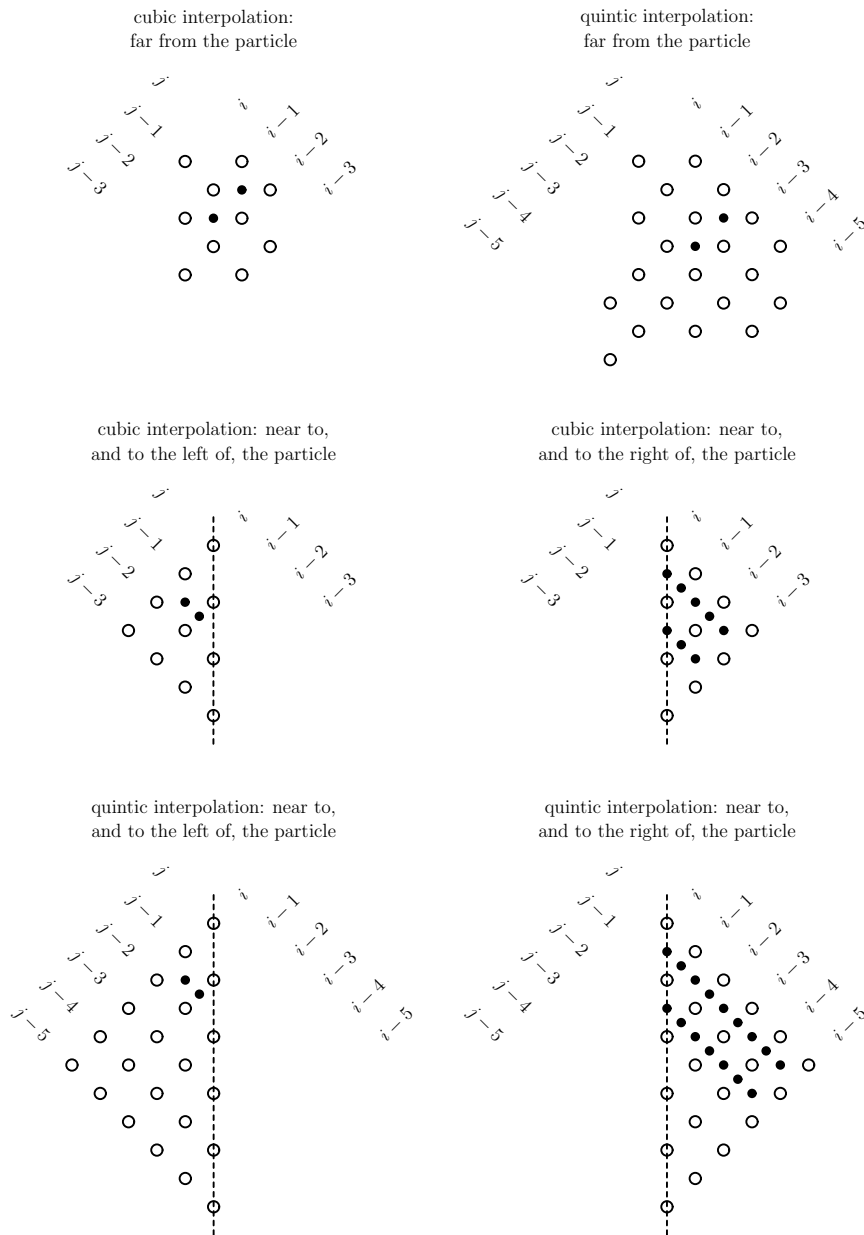 cubic interpolation:
far from the particle
j
j − 1
j − 2
j − 3
i
i − 1
i − 2
i − 3
quintic interpolation:
far from the particle
j
j − 1
j − 2
j − 3
j − 4
j − 5
i
i − 1
i − 2
i − 3
i − 4
i − 5
cubic interpolation: near to,
and to the left of, the particle
j
j − 1
j − 2
j − 3
i
i − 1
i − 2
i − 3
cubic interpolation: near to,
and to the right of, the particle
j
j − 1
j − 2
j − 3
i
i − 1
i − 2
i − 3
quintic interpolation: near to,
and to the left of, the particle
j
j − 1
j − 2
j − 3
j − 4
j − 5
i
i − 1
i − 2
i − 3
i − 4
i − 5
quintic interpolation: near to,
and to the right of, the particle
j
j − 1
j − 2
j − 3
j − 4
j − 5
i
i − 1
i − 2
i − 3
i − 4
i − 5